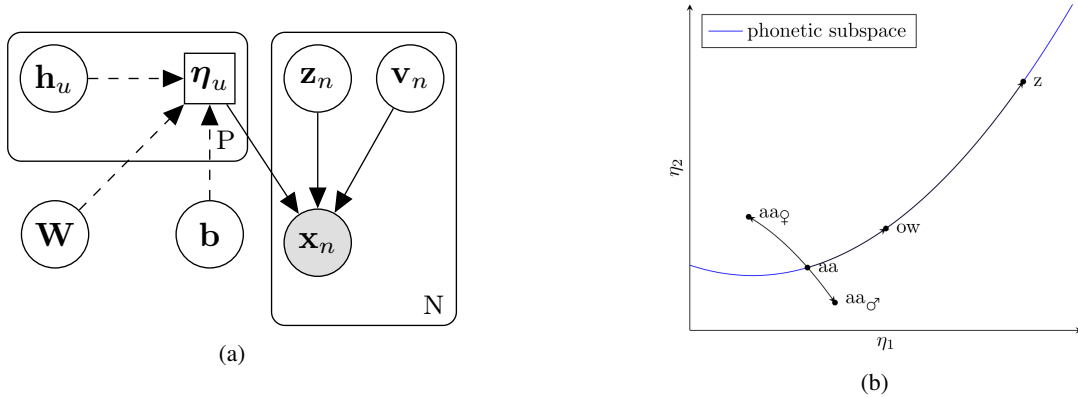 h_u
η_u
P
W
b
z_n
v_n
x_n
N
(a)
phonetic subspace
z
η_2
aa♀
ow
aa
aa♂
η_1
(b)